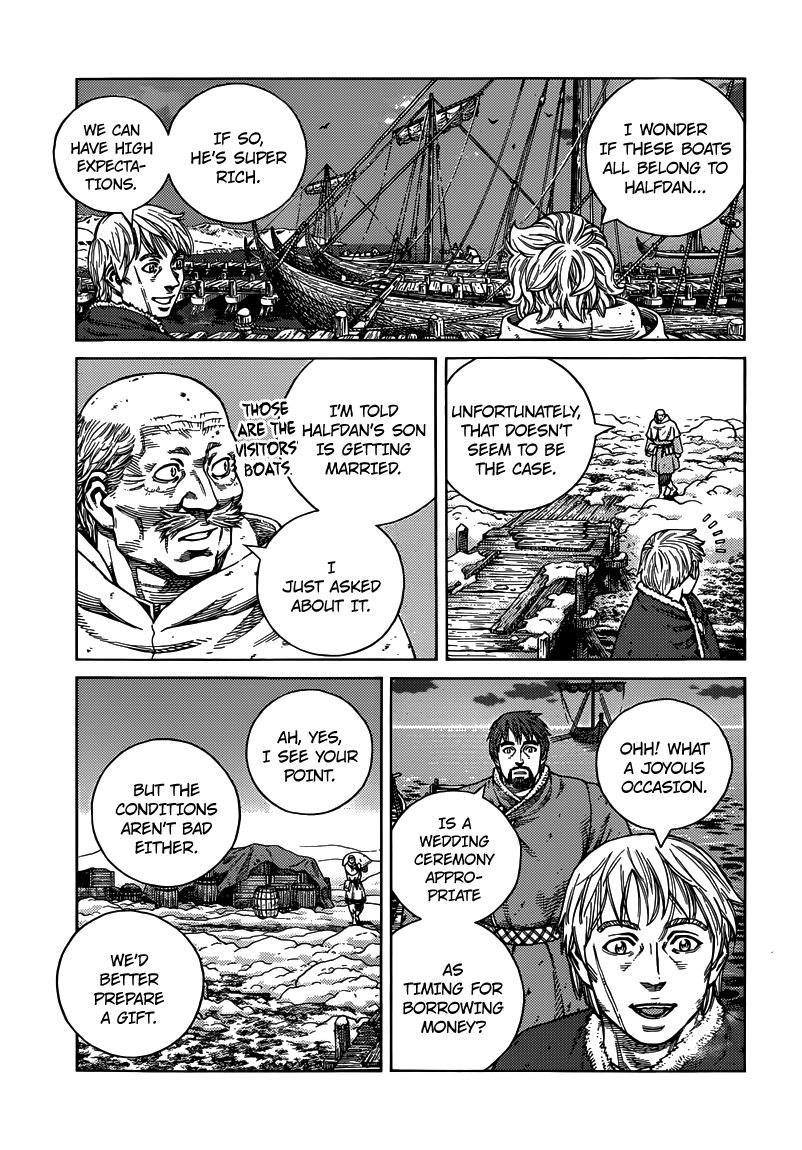 I WONDER
IF THESE BOATS
ALL BELONG TO
HALFDAN...
IF SO,
HE'S SUPER
RICH.
WE CAN
HAVE HIGH
EXPECTA-
TIONS.
UNFORTUNATELY,
THAT DOESN'T
SEEM TO BE
THE CASE.
I'M TOLD
HALFDAN'S SON
IS GETTING
MARRIED.
THOSE
ARE THE
VISITORS'
BOATS.
I
JUST ASKED
ABOUT IT.
OHH! WHAT
A JOYOUS
OCCASION.
IS A
WEDDING
CEREMONY
APPRO-
PRIATE
AS
TIMING FOR
BORROWING
MONEY?
AH, YES,
I SEE YOUR
POINT.
BUT THE
CONDITIONS
AREN'T BAD
EITHER.
WE'D
BETTER
PREPARE
A GIFT.